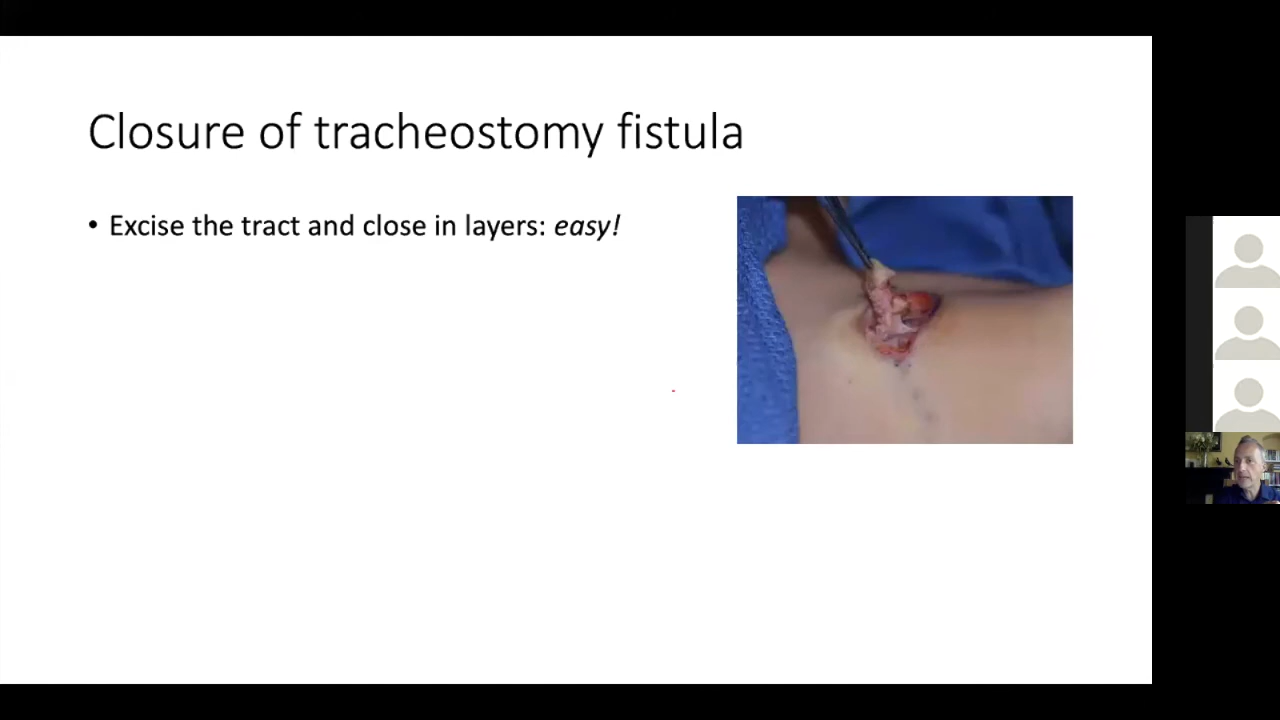 Closure of tracheostomy fistula
• Excise the tract and close in layers: easy!